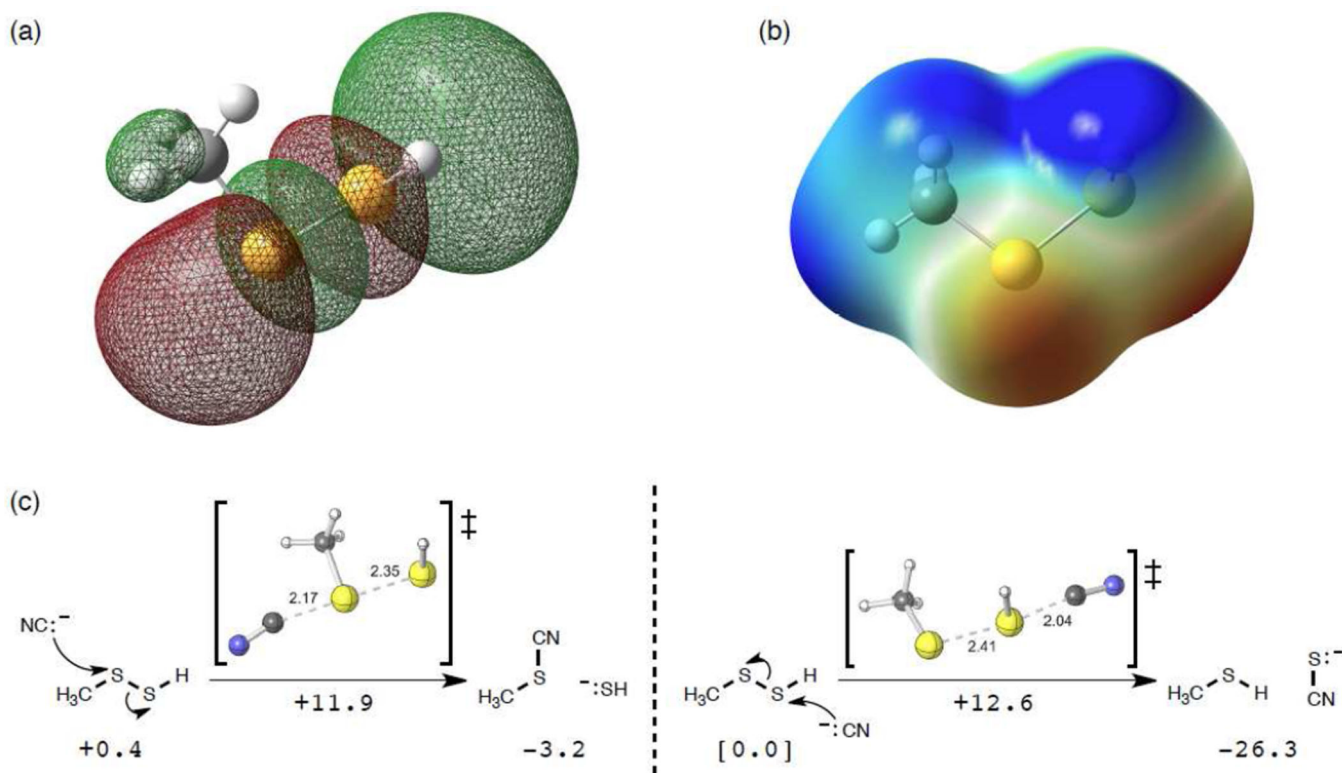 (a)
(b)
(c)
‡
2.17
2.35
NC:−
H3C
S
S
H
+11.9
CN
S
H3C
−:SH
+0.4
−3.2
‡
2.41
2.04
S
H
H3C
S
−:CN
+12.6
S
H3C
H
S:−
CN
[0.0]
−26.3